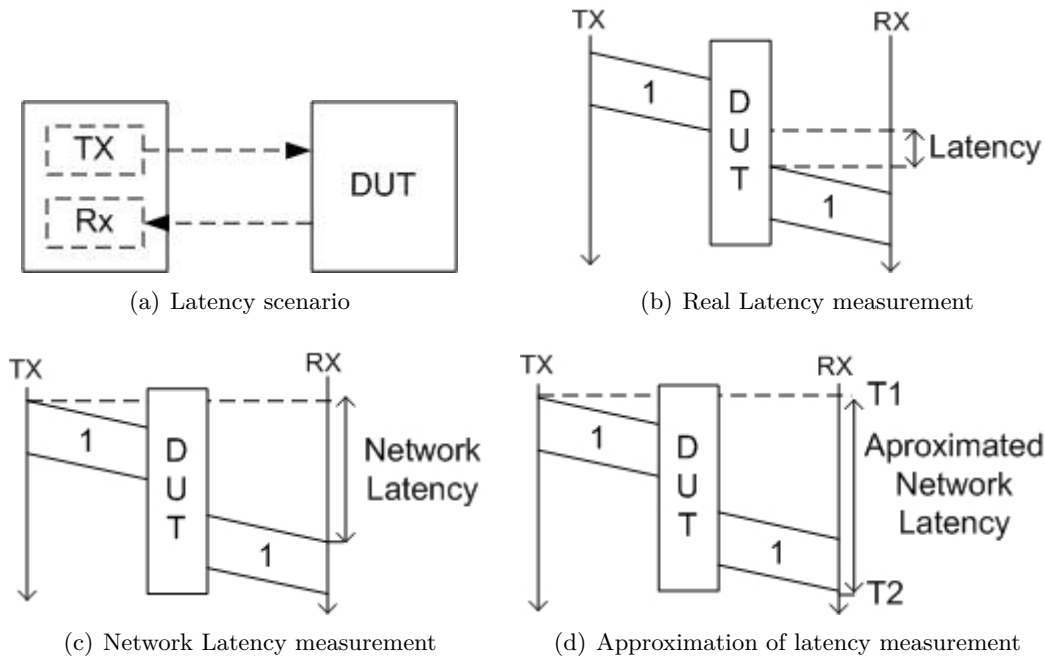 TX
Rx
DUT
(a) Latency scenario
TX
RX
1
D
U
T
Latency
1
(b) Real Latency measurement
TX
RX
1
D
U
T
Network
Latency
1
(c) Network Latency measurement
TX
RX
T1
1
D
U
T
Aproximated
Network
Latency
1
T2
(d) Approximation of latency measurement